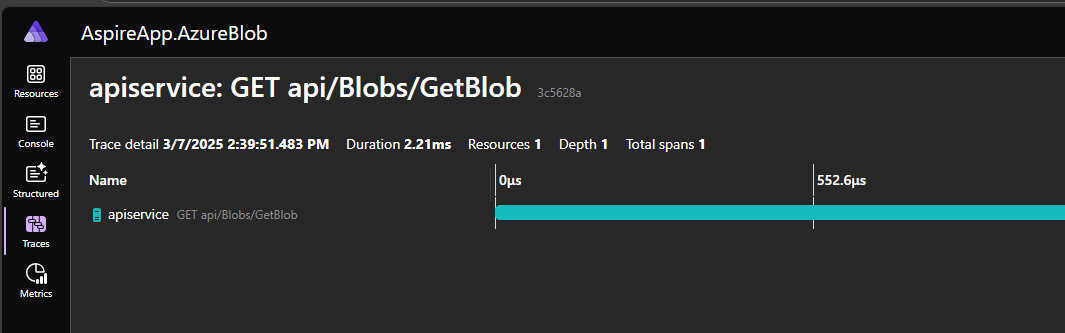 AspireApp.AzureBlob
Resources
Console
Structured
Traces
Metrics
apiservice: GET api/Blobs/GetBlob 3c5628a
Trace detail 3/7/2025 2:39:51.483 PM Duration 2.21ms Resources 1 Depth 1 Total spans 1
Name 0μs 552.6μs
apiservice GET api/Blobs/GetBlob